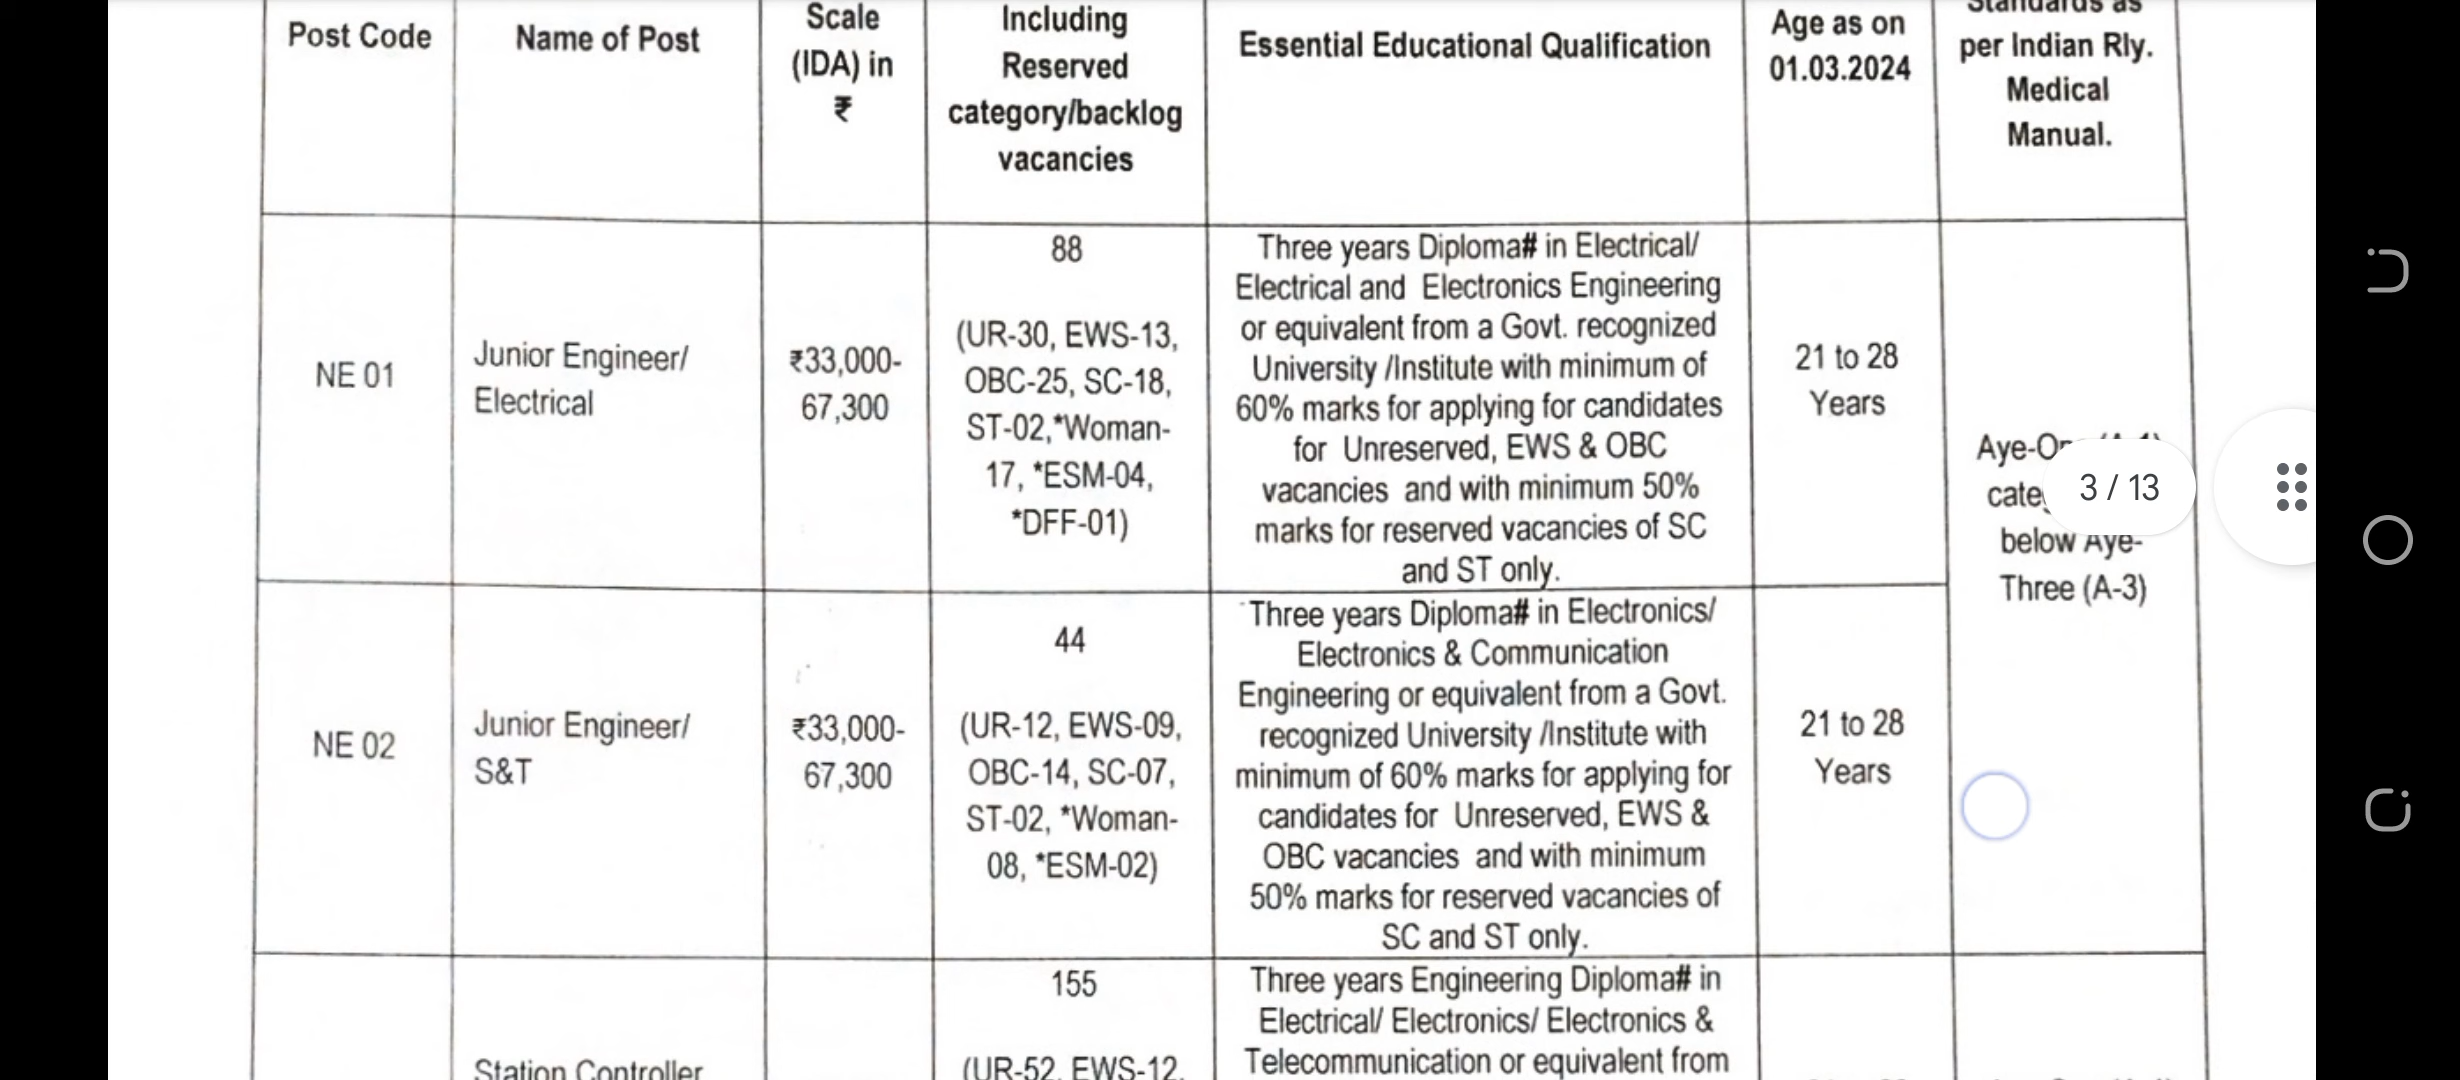 Post Code
Name of Post
Scale
(IDA) in
₹
Including
Reserved
category/backlog
vacancies
Essential Educational Qualification
Age as on
01.03.2024
Standards as
per Indian Rly.
Medical
Manual.
NE 01
Junior Engineer/
Electrical
₹33,000-
67,300
88
(UR-30, EWS-13,
OBC-25, SC-18,
ST-02,*Woman-
17, *ESM-04,
*DFF-01)
Three years Diploma# in Electrical/
Electrical and Electronics Engineering
or equivalent from a Govt. recognized
University /Institute with minimum of
60% marks for applying for candidates
for Unreserved, EWS & OBC
vacancies and with minimum 50%
marks for reserved vacancies of SC
and ST only.
21 to 28
Years
below Aye-
Three (A-3)
3 / 13
NE 02
Junior Engineer/
S&T
₹33,000-
67,300
44
(UR-12, EWS-09,
OBC-14, SC-07,
ST-02, *Woman-
08, *ESM-02)
Three years Diploma# in Electronics/
Electronics & Communication
Engineering or equivalent from a Govt.
recognized University /Institute with
minimum of 60% marks for applying for
candidates for Unreserved, EWS &
OBC vacancies and with minimum
50% marks for reserved vacancies of
SC and ST only.
21 to 28
Years
Station Controller
155
(UR-52, EWS-12,
Three years Engineering Diploma# in
Electrical/ Electronics/ Electronics &
Telecommunication or equivalent from